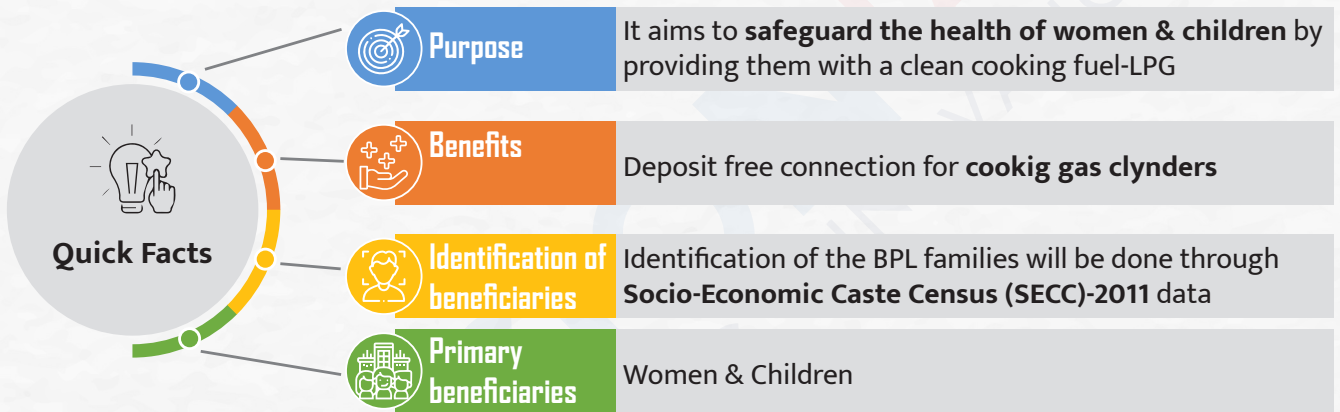 Quick Facts
Purpose
It aims to safeguard the health of women & children by
providing them with a clean cooking fuel-LPG
Benefits
Deposit free connection for cookig gas clynders
Identification of
beneficiaries
Identification of the BPL families will be done through
Socio-Economic Caste Census (SECC)-2011 data
Primary
beneficiaries
Women & Children